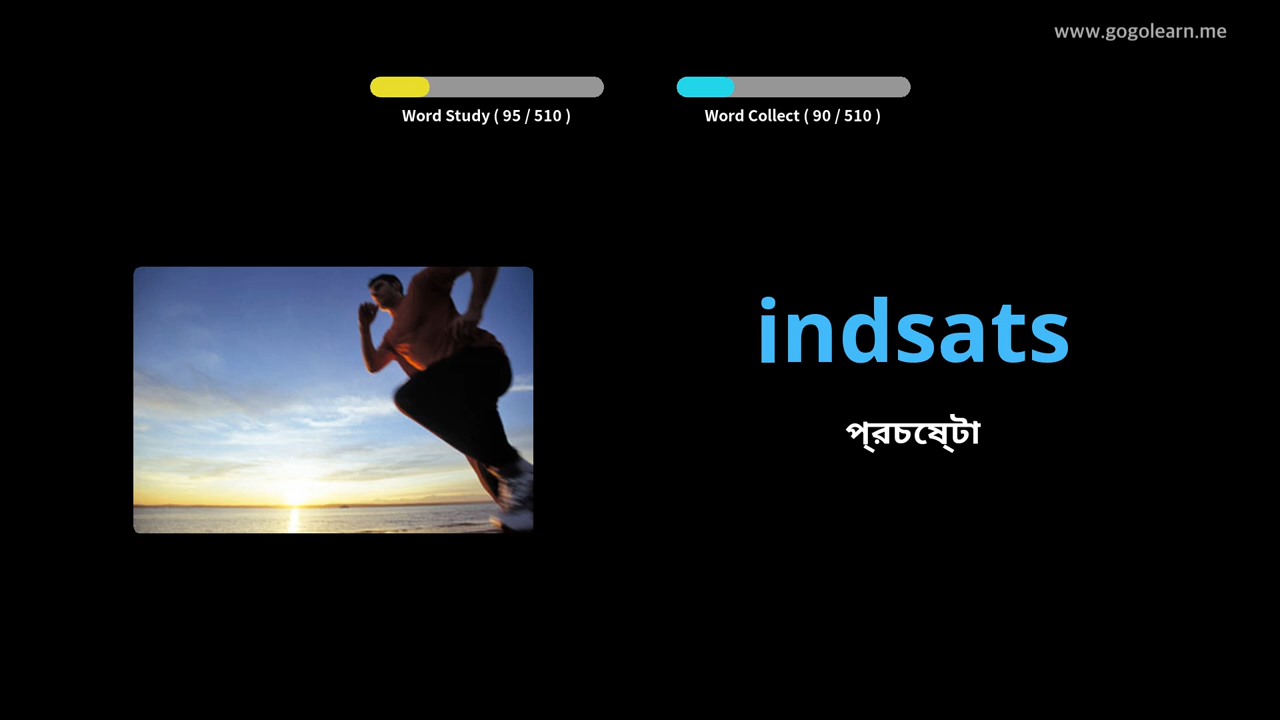 www.gogolearn.me
Word Study ( 95 / 510 )
Word Collect ( 90 / 510 )
indsats
প্রচেষ্টা